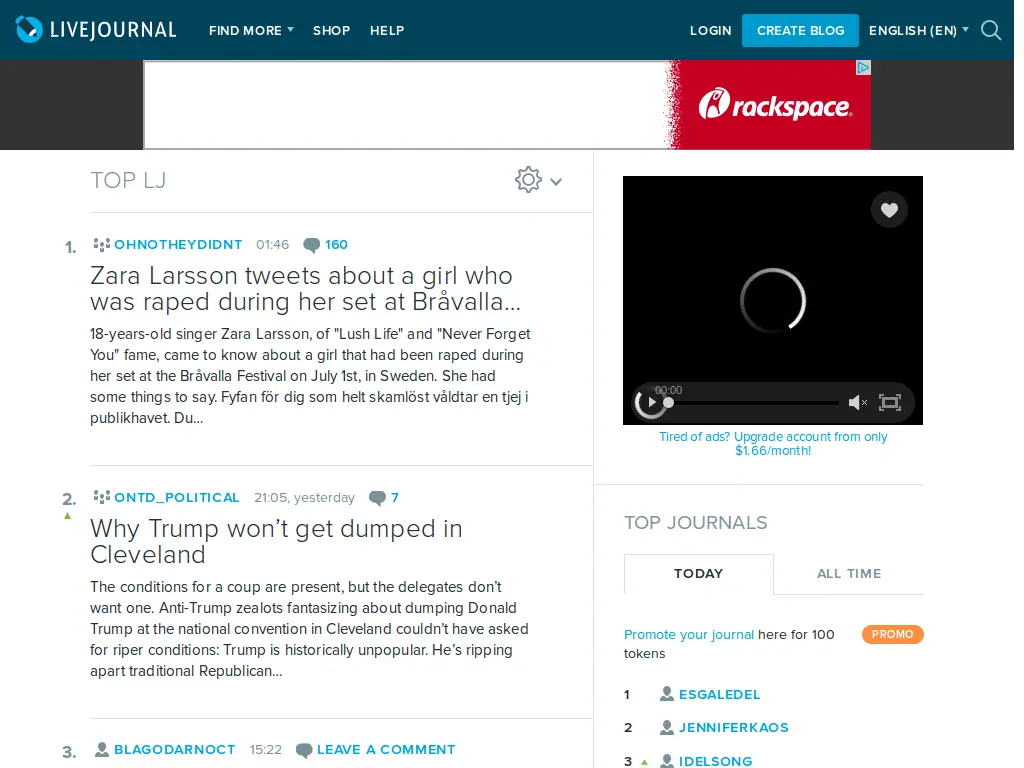 LIVEJOURNAL FIND MORE SHOP HELP LOGIN CREATE BLOG ENGLISH (EN)
rackspace
TOP LJ
1. OHNOTHEYDIDNT 01:46 160
Zara Larsson tweets about a girl who
was raped during her set at Bråvalla...
18-years-old singer Zara Larsson, of "Lush Life" and "Never Forget
You" fame, came to know about a girl that had been raped during
her set at the Bråvalla Festival on July 1st, in Sweden. She had
some things to say. Fyfan för dig som helt skamlöst våldtar en tjej i
publikhavet. Du...
2. ONTD_POLITICAL 21:05, yesterday 7
Why Trump won’t get dumped in
Cleveland
The conditions for a coup are present, but the delegates don’t
want one. Anti-Trump zealots fantasizing about dumping Donald
Trump at the national convention in Cleveland couldn’t have asked
for riper conditions: Trump is historically unpopular. He’s ripping
apart traditional Republican...
3. BLAGODARNOCT 15:22 LEAVE A COMMENT
00:00
Tired of ads? Upgrade account from only
$1.66/month!
TOP JOURNALS
TODAY ALL TIME
Promote your journal here for 100 PROMO
tokens
1 ESGALEDEL
2 JENNIFERKAOS
3 IDELSONG